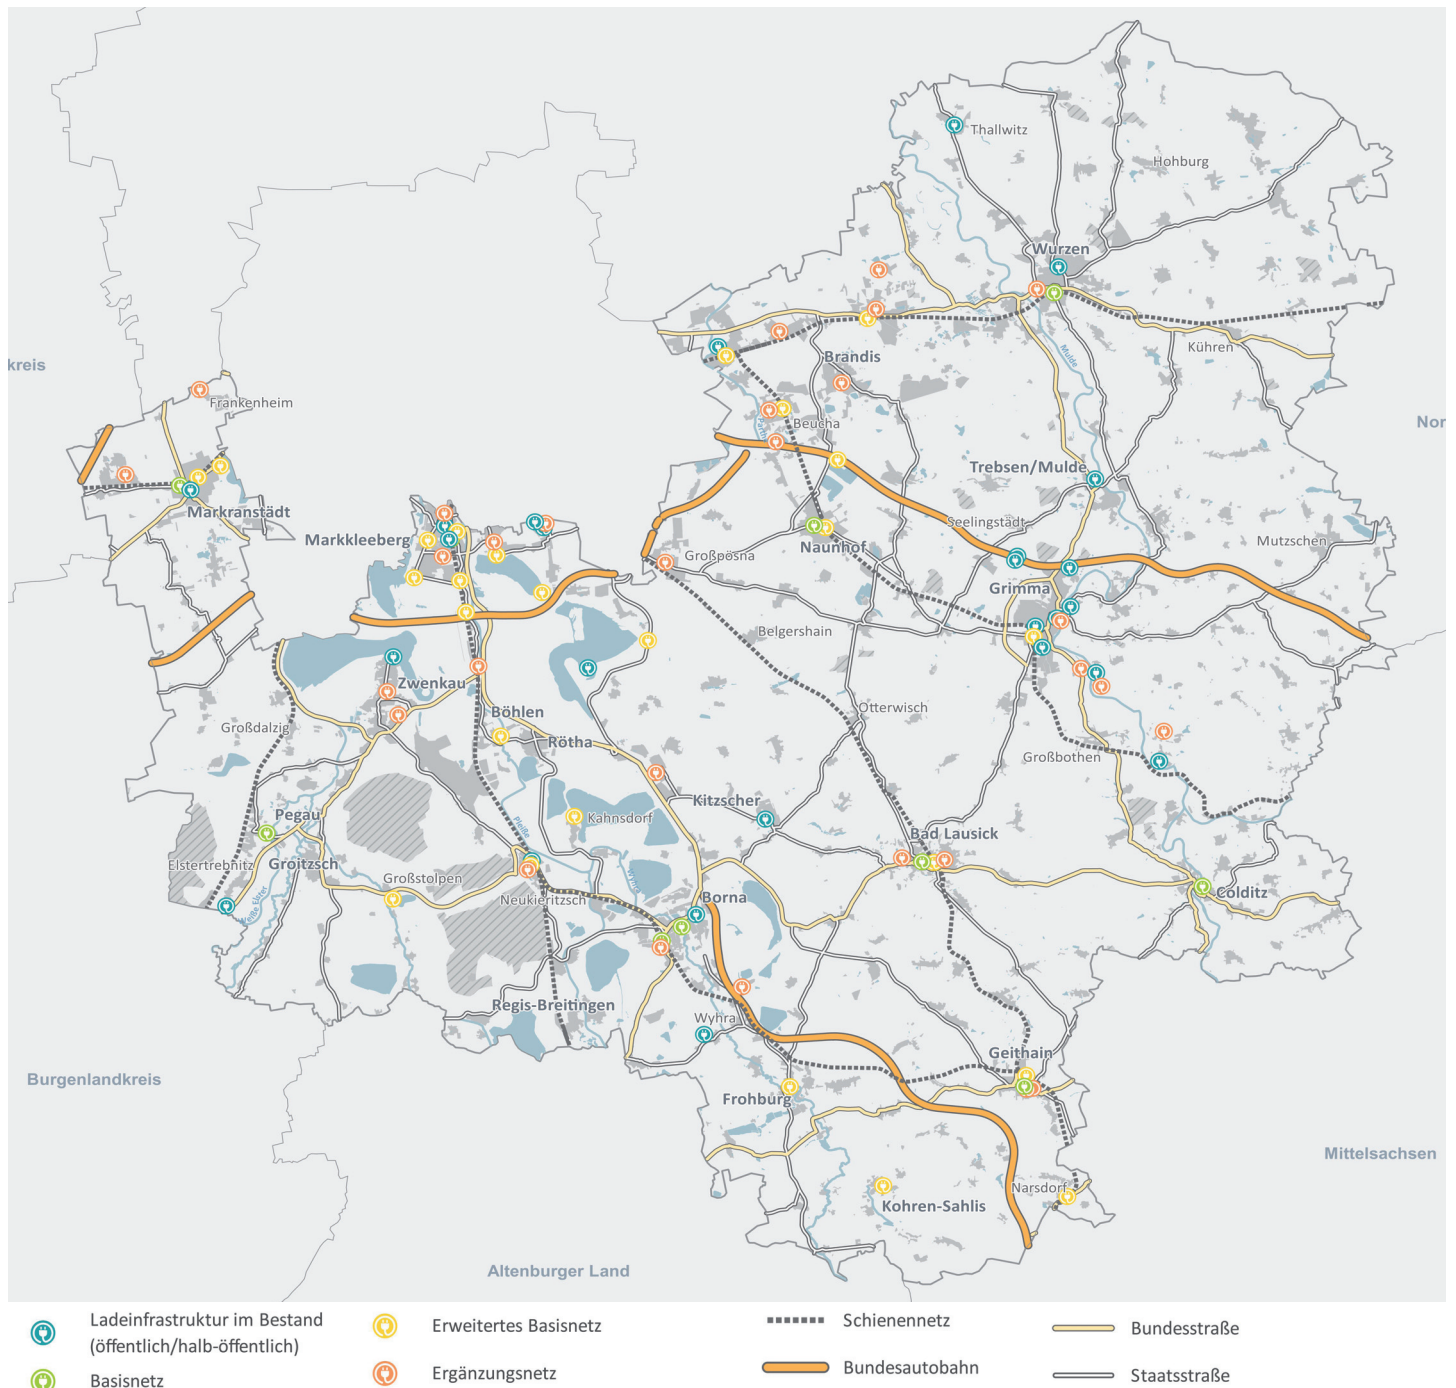 Thallwitz
Hohburg
Wurzen
Mulde
Kühren
kreis
Brandis
Frankenheim
Nor
Beucha
Parthe
Trebsen/Mulde
Markranstädt
Seelingstädt
Markkleeberg
Naunhof
Mutzschen
Großpösna
Grimma
Belgershain
Zwenkau
Otterwisch
Böhlen
Großdalzig
Rötha
Großbothen
Kitzscher
Pegau
Kahnsdorf
Pleiße
Bad Lausick
Elstertrebnitz
Groitzsch
Großstolpen
Wyhra
Colditz
Neukieritzsch
Borna
Weiße Elster
Regis-Breitingen
Wyhra
Geithain
Burgenlandkreis
Frohburg
Mittelsachsen
Narsdorf
Kohren-Sahlis
Altenburger Land
Ladeinfrastruktur im Bestand
(öffentlich/halb-öffentlich)
Basisnetz
Erweitertes Basisnetz
Ergänzungsnetz
Schienennetz
Bundesautobahn
Bundesstraße
Staatsstraße